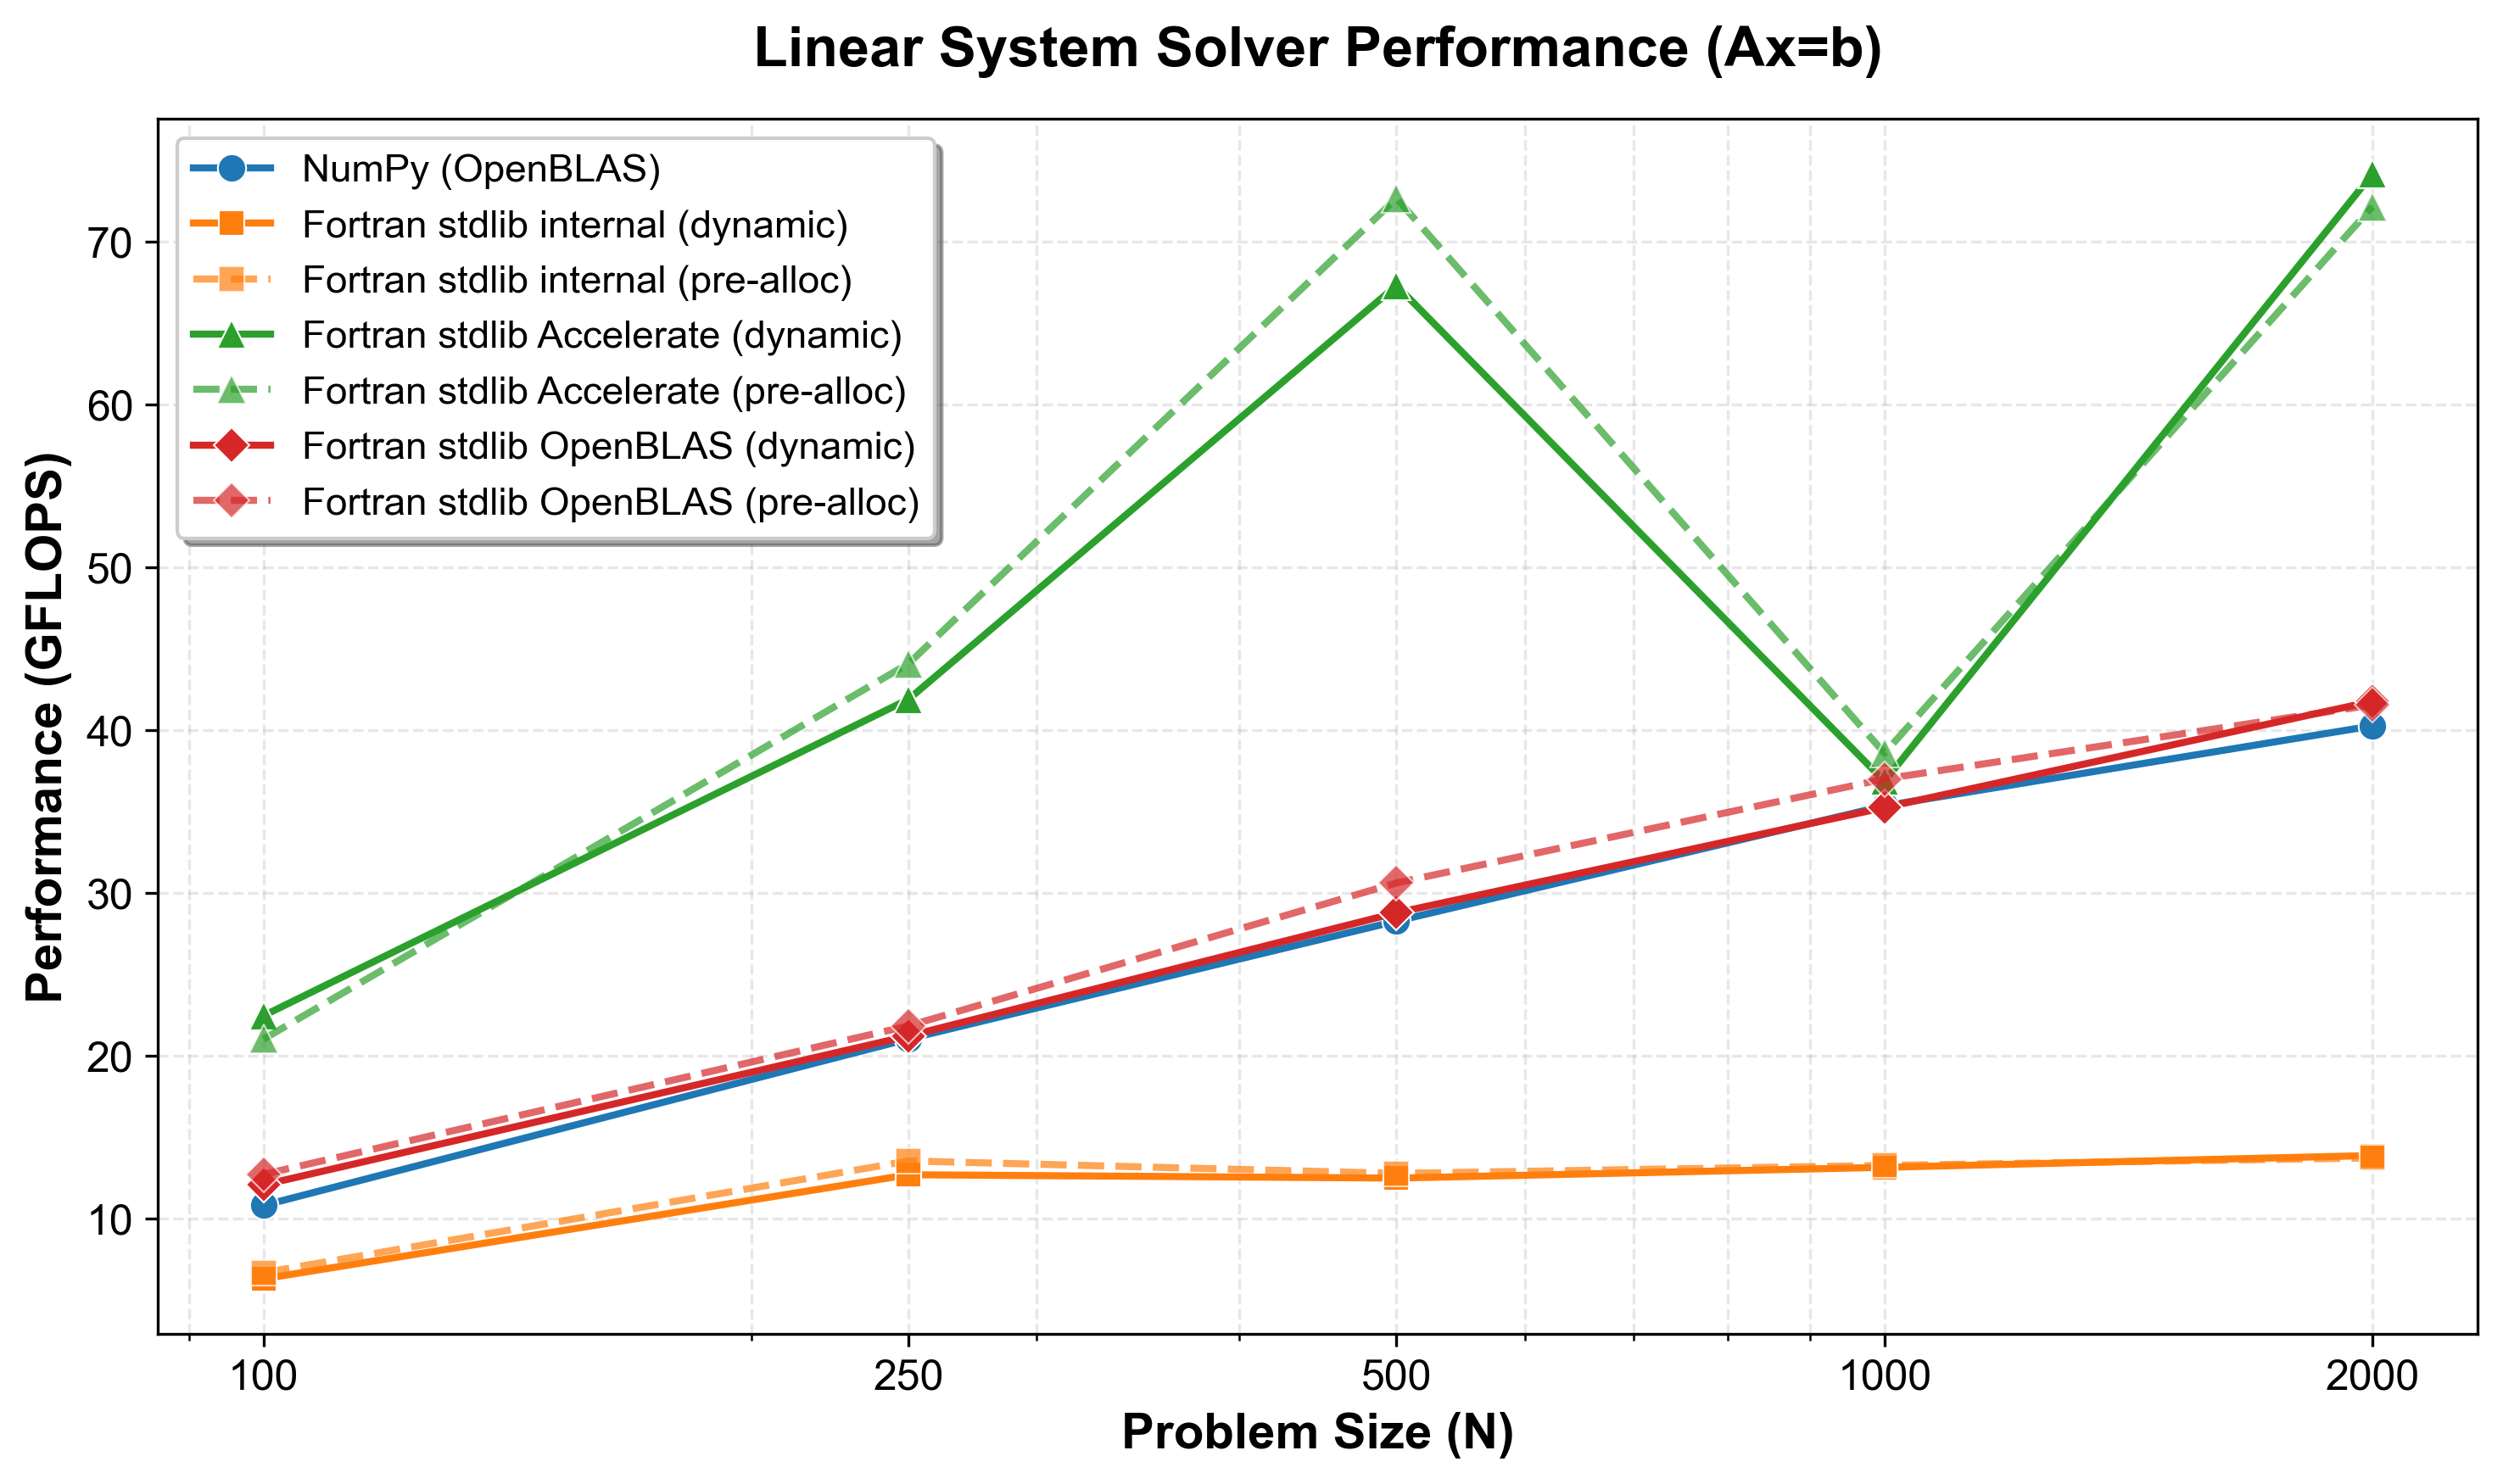 Linear System Solver Performance (Ax=b)
NumPy (OpenBLAS)
Fortran stdlib internal (dynamic)
Fortran stdlib internal (pre-alloc)
Fortran stdlib Accelerate (dynamic)
Fortran stdlib Accelerate (pre-alloc)
Fortran stdlib OpenBLAS (dynamic)
Fortran stdlib OpenBLAS (pre-alloc)
Performance (GFLOPS)
70
60
50
40
30
20
10
100 250 500 1000 2000
Problem Size (N)